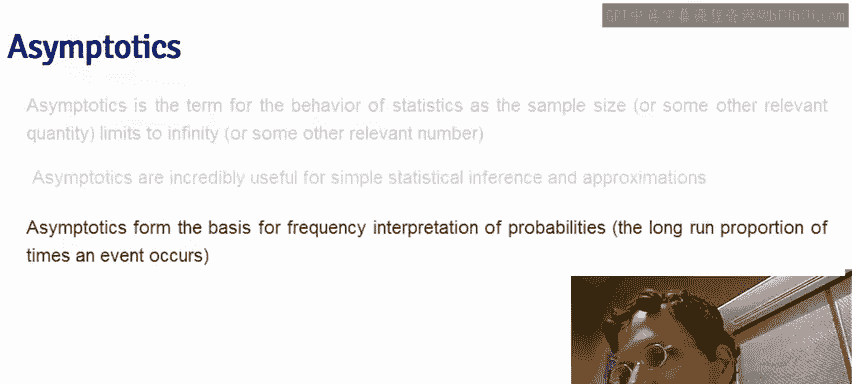 Asymptotics
Asymptotics is the term for the behavior of statistics as the sample size (or some other relevant
quantity) limits to infinity (or some other relevant number)
Asymptotics are incredibly useful for simple statistical inference and approximations
Asymptotics form the basis for frequency interpretation of probabilities (the long run proportion of
times an event occurs)